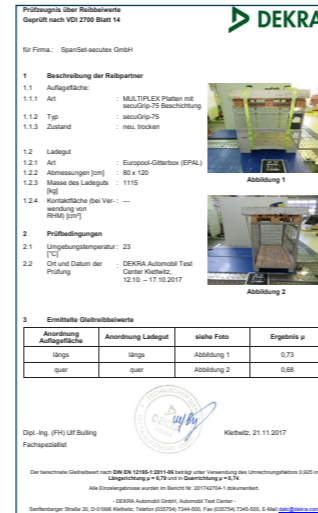 Prüfzeugnis über Reibbeiwerte
Geprüft nach VDI 2700 Blatt 14
DEKRA
für Firma.: SpanSet-secutex GmbH
1 Beschreibung der Reibpartner
1.1 Auflagefläche:
1.1.1 Art : MULTIPLEX Platten mit
secuGrip-75 Beschichtung
1.1.2 Typ : secuGrip-75
1.1.3 Zustand : neu, trocken
Abbildung 1
1.2 Ladegut
1.2.1 Art : Europool-Gitterbox (EPAL)
1.2.2 Abmessungen [cm] : 80 x 120
1.2.3 Masse des Ladeguts : 1115
[kg]
1.2.4 Kontaktfläche (bei Ver- : ---
wendung von
RHM) [cm²]
2 Prüfbedingungen
2.1 Umgebungstemperatur : 23
[°C]
2.2 Ort und Datum der : DEKRA Automobil Test
Prüfung Center Klettwitz,
12.10. – 17.10.2017
Abbildung 2
3 Ermittelte Gleitreibbeiwerte
Anordnung Auflagefläche Anordnung Ladegut siehe Foto Ergebnis µ
längs längs Abbildung 1 0,73
quer quer Abbildung 2 0,68
Dipl.-Ing. (FH) Ulf Bulling Klettwitz, 21.11.2017
Fachspezialist
Der berechnete Gleitreibwert nach DIN EN 12195-1:2011-06 beträgt unter Verwendung des Umrechnungsfaktors 0,925 in
Längsrichtung µ = 0,79 und in Querrichtung µ = 0,74.
Alle Einzelergebnisse wurden im Bericht Nr. 201742704-1 dokumentiert.
- DEKRA Automobil GmbH, Automobil Test Center -
Senftenberger Straße 30, D-01998 Klettwitz; Telefon (035754) 7344-500, Fax (035754) 7345-500, E-Mail datc@dekra.com